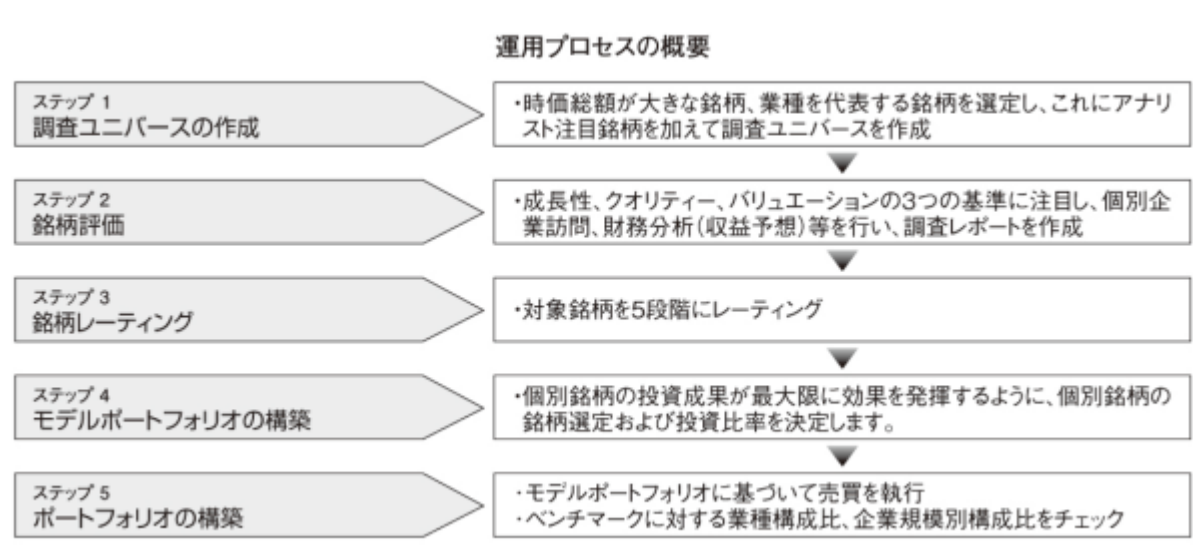 運用プロセスの概要
ステップ 1
調査ユニバースの作成
・時価総額が大きな銘柄、業種を代表する銘柄を選定し、これにアナリ
スト注目銘柄を加えて調査ユニバースを作成
ステップ 2
銘柄評価
・成長性、クオリティー、バリュエーションの3つの基準に注目し、個別企
業訪問、財務分析(収益予想)等を行い、調査レポートを作成
ステップ 3
銘柄レーティング
・対象銘柄を5段階にレーティング
ステップ 4
モデルポートフォリオの構築
・個別銘柄の投資成果が最大限に効果を発揮するように、個別銘柄の
銘柄選定および投資比率を決定します。
ステップ 5
ポートフォリオの構築
・モデルポートフォリオに基づいて売買を執行
・ベンチマークに対する業種構成比、企業規模別構成比をチェック